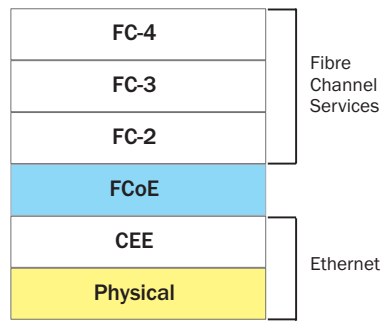 FC-4
FC-3
FC-2
FCoE
CEE
Physical
Fibre
Channel
Services
Ethernet